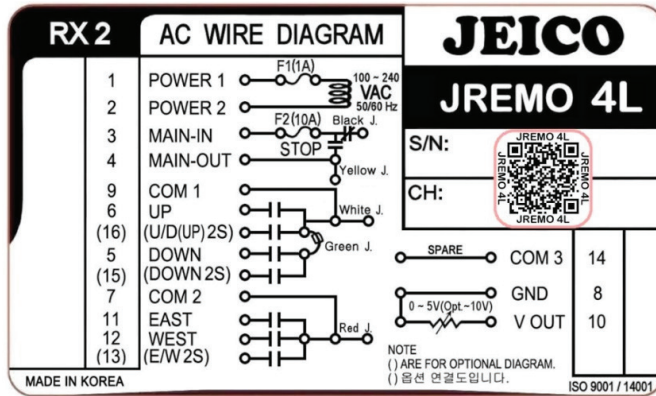 RX 2
AC WIRE DIAGRAM
JEICO
JREMO 4L
S/N:
CH:
JREMO 4L
JREMO 4L
JREMO 4L
JREMO 4L
1 POWER 1 F1(1A) 100 ~ 240
VAC
50/60 Hz
2 POWER 2
3 MAIN-IN F2(10A) Black J.
STOP
4 MAIN-OUT
Yellow J.
9 COM 1
6 UP White J.
(16) (U/D(UP) 2S)
5 DOWN Green J.
(15) (DOWN 2S)
7 COM 2
11 EAST
12 WEST Red J.
(13) (E/W 2S)
SPARE COM 3 14
GND 8
0 ~ 5V(Opt.~10V)
V OUT 10
NOTE
( ) ARE FOR OPTIONAL DIAGRAM.
( ) 옵션 연결도입니다.
MADE IN KOREA
ISO 9001 / 14001